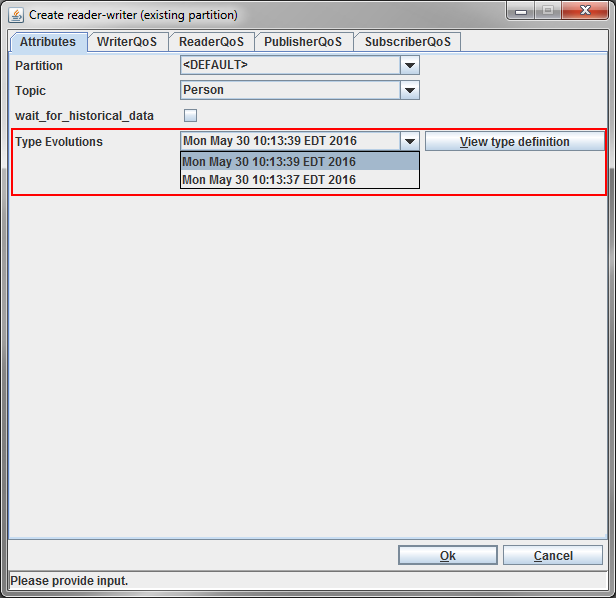 Create reader-writer (existing partition)
Attributes WriterQoS ReaderQoS PublisherQoS SubscriberQoS
Partition <DEFAULT>
Topic Person
wait_for_historical_data
Type Evolutions Mon May 30 10:13:39 EDT 2016 View type definition
Mon May 30 10:13:39 EDT 2016
Mon May 30 10:13:37 EDT 2016
Ok Cancel
Please provide input.